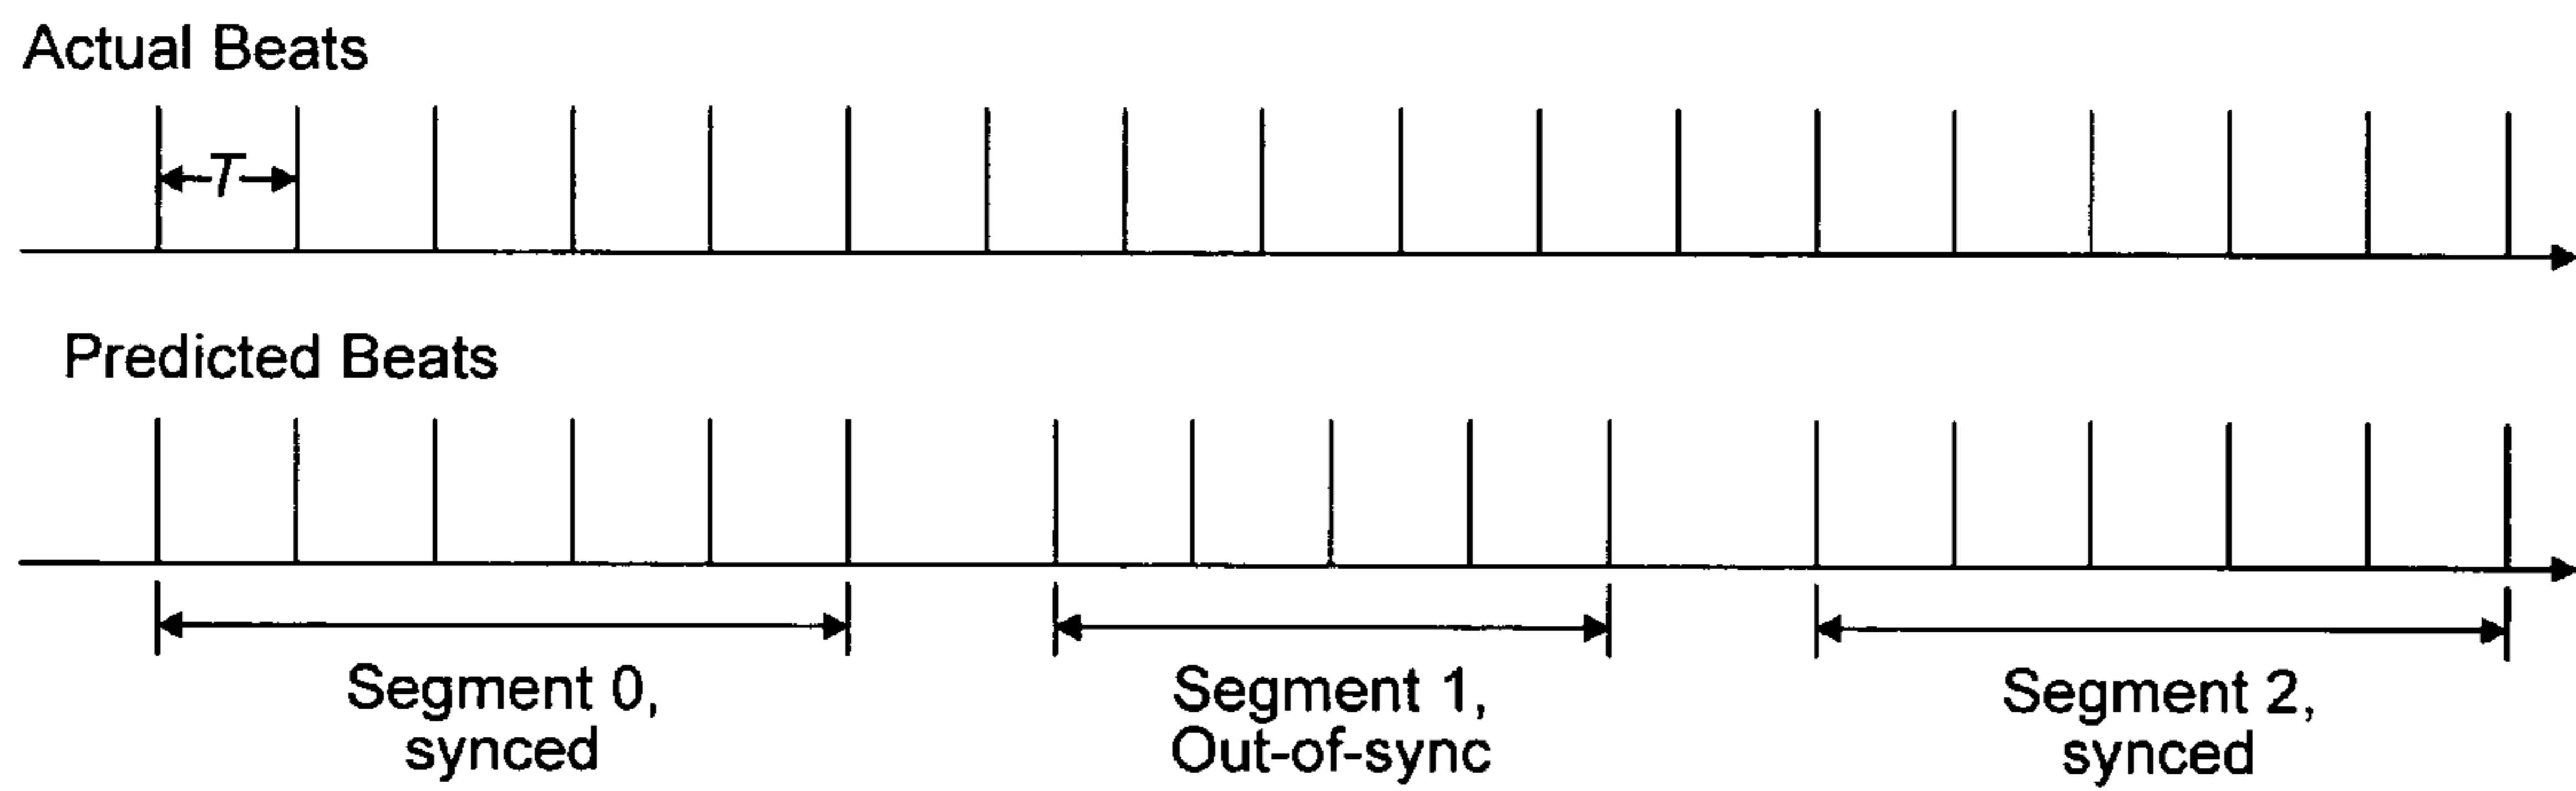 Actual Beats
T
Predicted Beats
Segment 0,
synced
Segment 1,
Out-of-sync
Segment 2,
synced